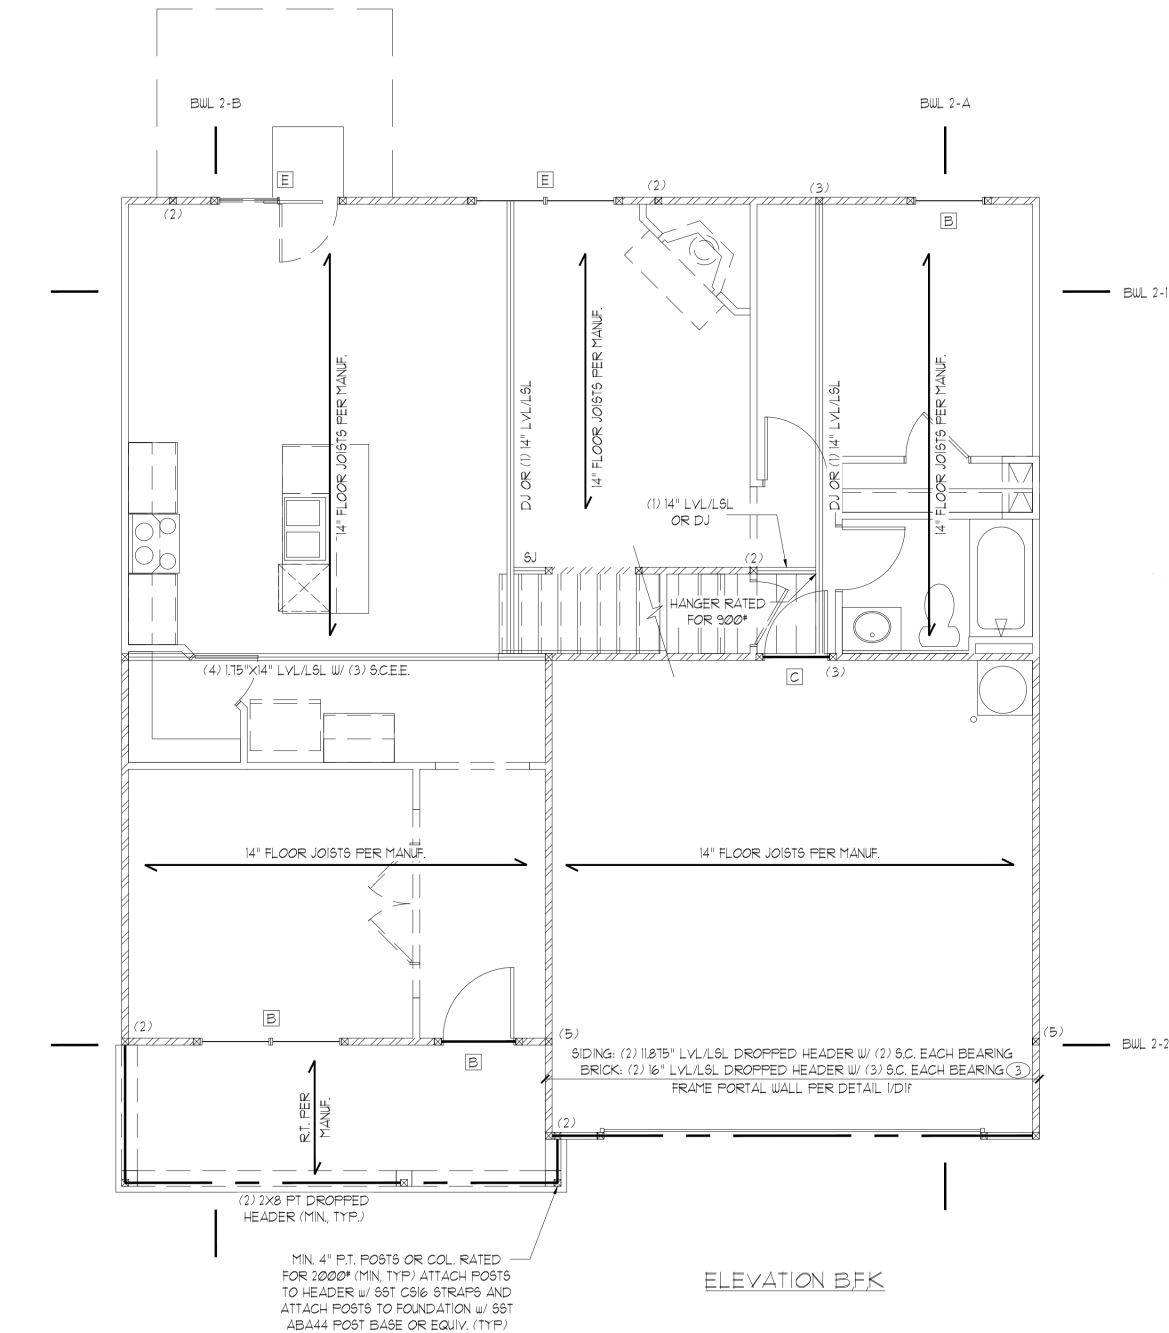 BWL 2-B
BWL 2-A
E
E
(2)
(3)
(2)
B
BWL 2-1
14" FLOOR JOISTS PER MANUF.
DJ OR (1) 14" LVL/LSL
14" FLOOR JOISTS PER MANUF.
DJ OR (1) 14" LVL/LSL
14" FLOOR JOISTS PER MANUF.
(1) 14" LVL/LSL
OR DJ
SJ
(2)
HANGER RATED
FOR 900#
(4) 1.75"X14" LVL/LSL W/ (3) S.C.E.E.
C
(3)
14" FLOOR JOISTS PER MANUF.
14" FLOOR JOISTS PER MANUF.
(2)
B
B
(5)
(5)
BWL 2-2
SIDING: (2) 11.875" LVL/LSL DROPPED HEADER W/ (2) S.C. EACH BEARING
BRICK: (2) 16" LVL/LSL DROPPED HEADER W/ (3) S.C. EACH BEARING
3
FRAME PORTAL WALL PER DETAIL 1/D1f
R.T. PER
MANUF.
(2)
(2) 2X8 PT DROPPED
HEADER (MIN., TYP.)
MIN. 4" P.T. POSTS OR COL. RATED
FOR 2000# (MIN, TYP) ATTACH POSTS
TO HEADER w/ SST CS16 STRAPS AND
ATTACH POSTS TO FOUNDATION w/ SST
ABA44 POST BASE OR EQUIV. (TYP)
ELEVATION B,F,K